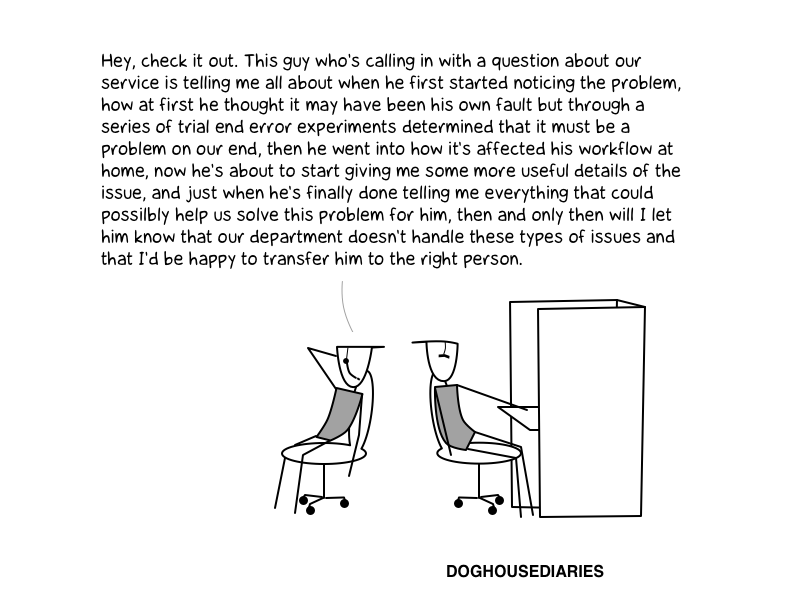 Hey, check it out. This guy who's calling in with a question about our
service is telling me all about when he first started noticing the problem,
how at first he thought it may have been his own fault but through a
series of trial end error experiments determined that it must be a
problem on our end, then he went into how it's affected his workflow at
home, now he's about to start giving me some more useful details of the
issue, and just when he's finally done telling me everything that could
possilbly help us solve this problem for him, then and only then will I let
him know that our department doesn't handle these types of issues and
that I'd be happy to transfer him to the right person.
DOGHOUSEDIARIES